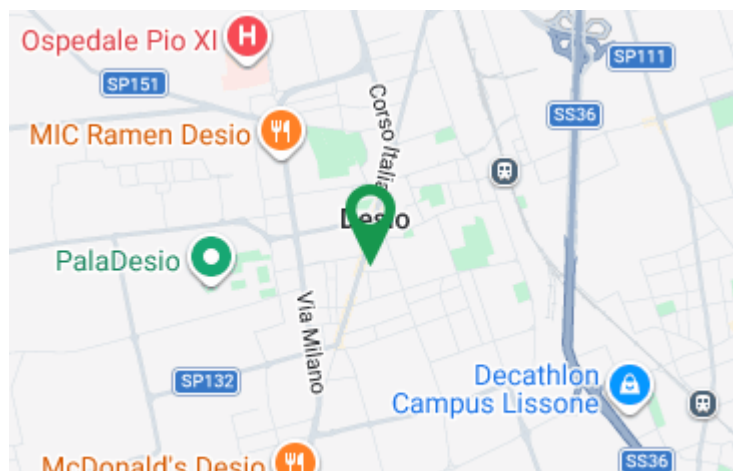 Ospedale Pio XI
H
SP111
SP151
SS36
Corso Italia
MIC Ramen Desio
Desio
PalaDesio
Via Milano
SP132
Decathlon
Campus Lissone
McDonald's Desio
SS36